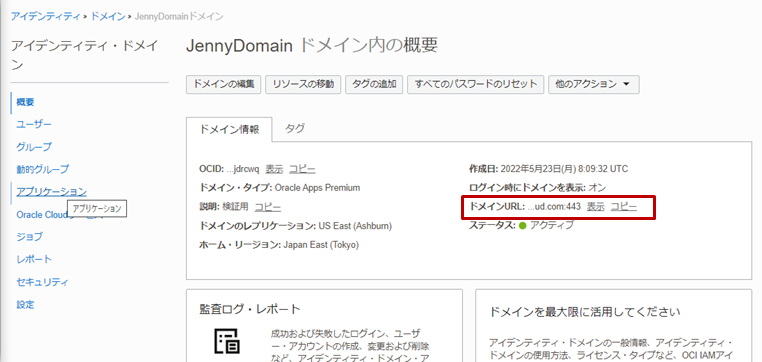 アイデンティティ » ドメイン » JennyDomainドメイン
アイデンティティ・ドメイン
概要
ユーザー
グループ
動的グループ
アプリケーション
アプリケーション
Oracle Cloud
ジョブ
レポート
セキュリティ
設定
JennyDomain ドメイン内の概要
ドメインの編集 リソースの移動 タグの追加 すべてのパスワードのリセット 他のアクション
ドメイン情報 タグ
OCID: ...jdrcwq 表示 コピー
ドメイン・タイプ: Oracle Apps Premium
説明: 検証用 コピー
ドメインのレプリケーション: US East (Ashburn)
ホーム・リージョン: Japan East (Tokyo)
作成日: 2022年5月23日(月) 8:09:32 UTC
ログイン時にドメインを表示: オン
ドメインURL: ...ud.com:443 表示 コピー
ステータス: アクティブ
監査ログ・レポート
成功および失敗したログイン、ユーザ
ー・アカウントの作成、変更および削除
など、アイデンティティ・ドメイン・ア
ドメインを最大限に活用してください
アイデンティティ・ドメインの一般情報、アイデンティティ・
ドメインの使用方法、ライセンス・タイプなど、OCI IAMアイ